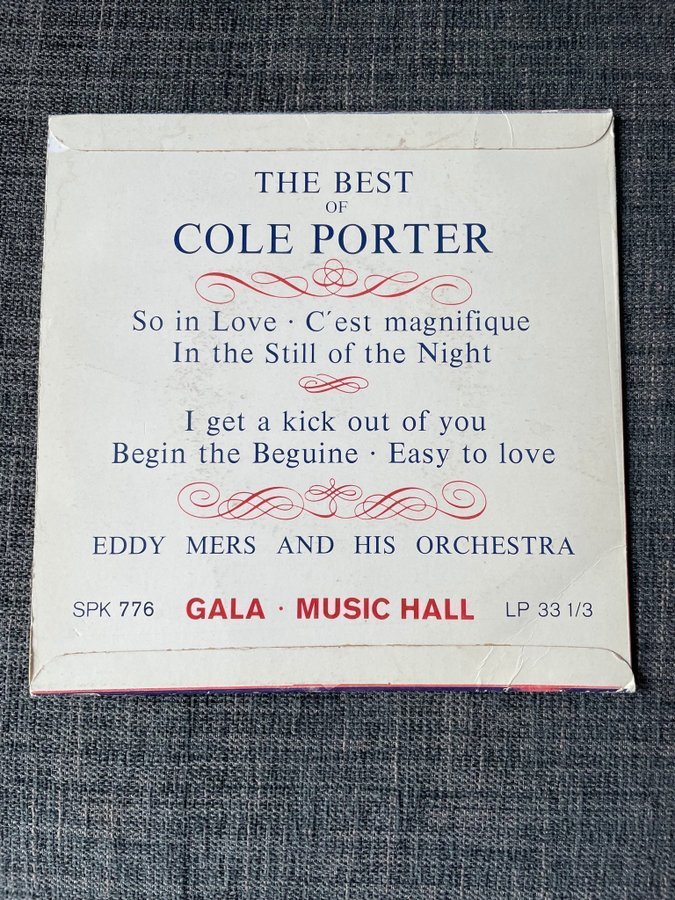 THE BEST
OF
COLE PORTER
So in Love · C´est magnifique
In the Still of the Night
I get a kick out of you
Begin the Beguine · Easy to love
EDDY MERS AND HIS ORCHESTRA
SPK 776 GALA · MUSIC HALL LP 33 1/3